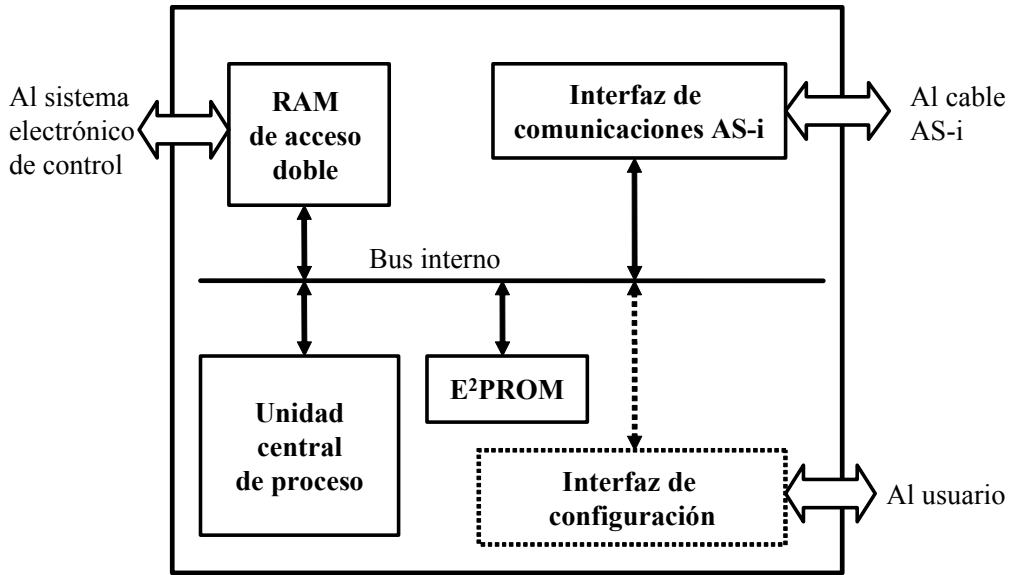 Al sistema
electrónico
de control
RAM
de acceso
doble
Interfaz de
comunicaciones AS-i
Al cable
AS-i
Bus interno
Unidad
central
de proceso
E²PROM
Interfaz de
configuración
Al usuario